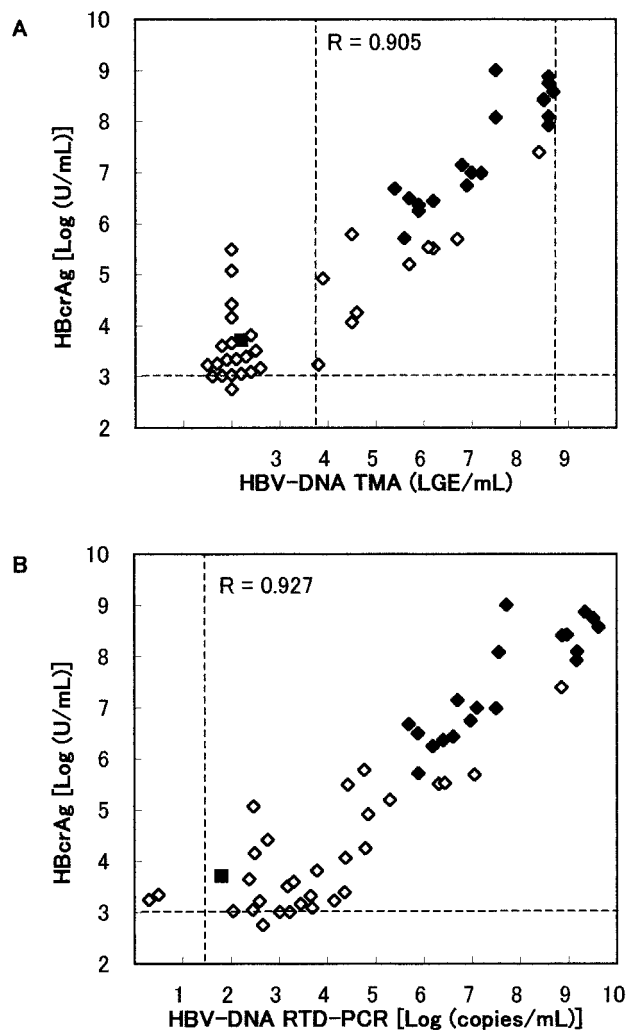 A
R = 0.905
HBcrAg [Log (U/mL)]
10
9
8
7
6
5
4
3
2
3 4 5 6 7 8 9
HBV-DNA TMA (LGE/mL)
B
R = 0.927
HBcrAg [Log (U/mL)]
10
9
8
7
6
5
4
3
2
1 2 3 4 5 6 7 8 9 10
HBV-DNA RTD-PCR [Log (copies/mL)]